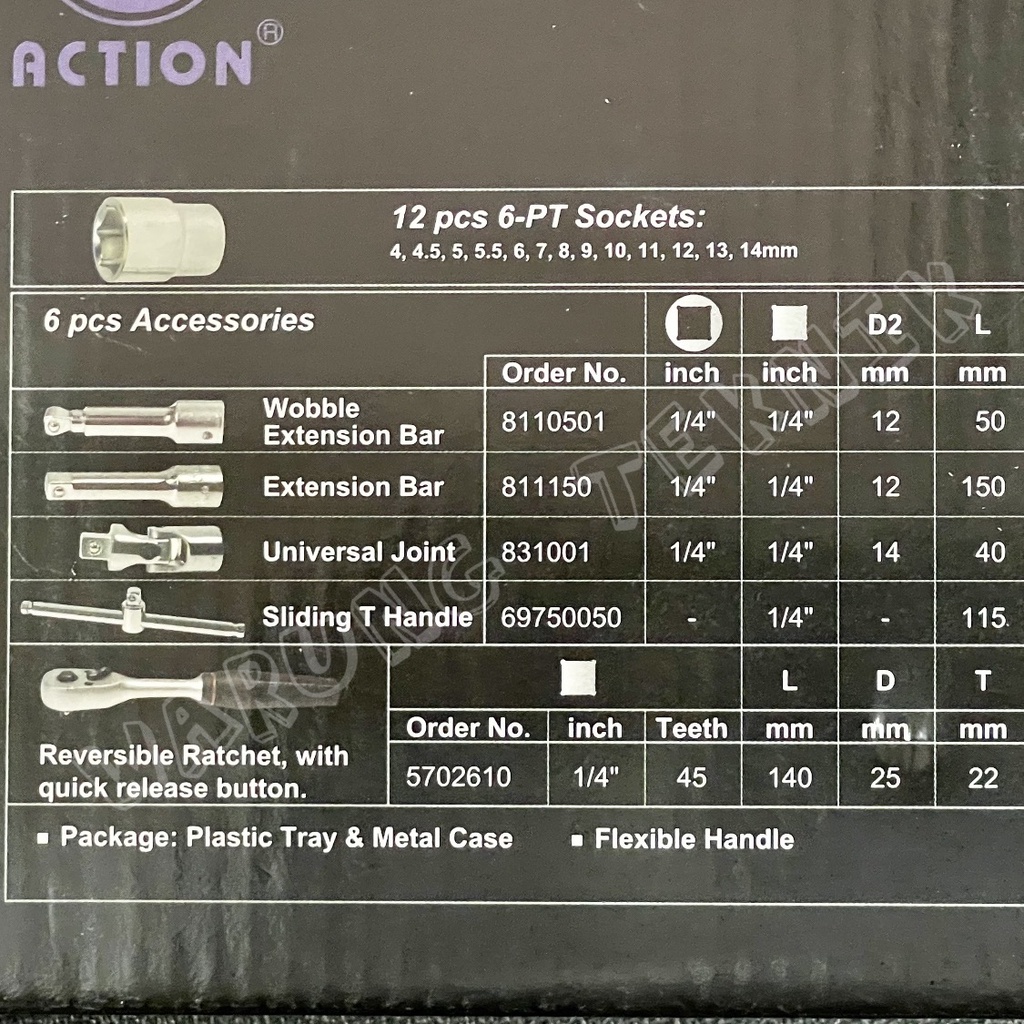 ACTION®
12 pcs 6-PT Sockets:
4, 4.5, 5, 5.5, 6, 7, 8, 9, 10, 11, 12, 13, 14mm
6 pcs Accessories D2 L
Order No. inch inch mm mm
Wobble
Extension Bar 8110501 1/4" 1/4" 12 50
Extension Bar 811150 1/4" 1/4" 12 150
Universal Joint 831001 1/4" 1/4" 14 40
Sliding T Handle 69750050 - 1/4" - 115
L D T
Order No. inch Teeth mm mm mm
Reversible Ratchet, with
quick release button. 5702610 1/4" 45 140 25 22
▪ Package: Plastic Tray & Metal Case ▪ Flexible Handle
WARUNG TEKNIK